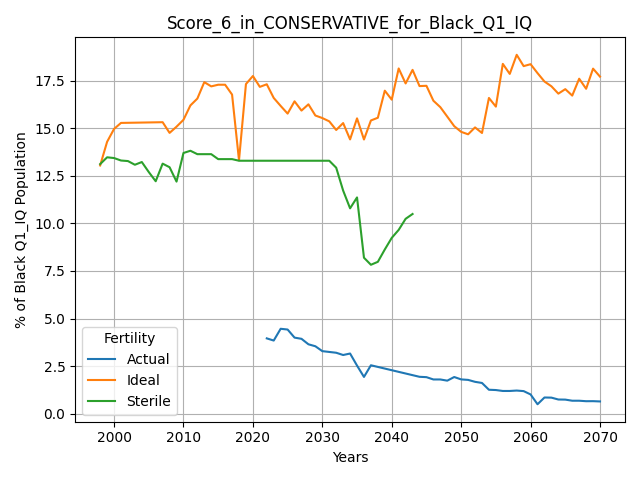 Score_6_in_CONSERVATIVE_for_Black_Q1_IQ
% of Black Q1_IQ Population
17.5
15.0
12.5
10.0
7.5
5.0
2.5
0.0
Fertility
Actual
Ideal
Sterile
2000 2010 2020 2030 2040 2050 2060 2070
Years